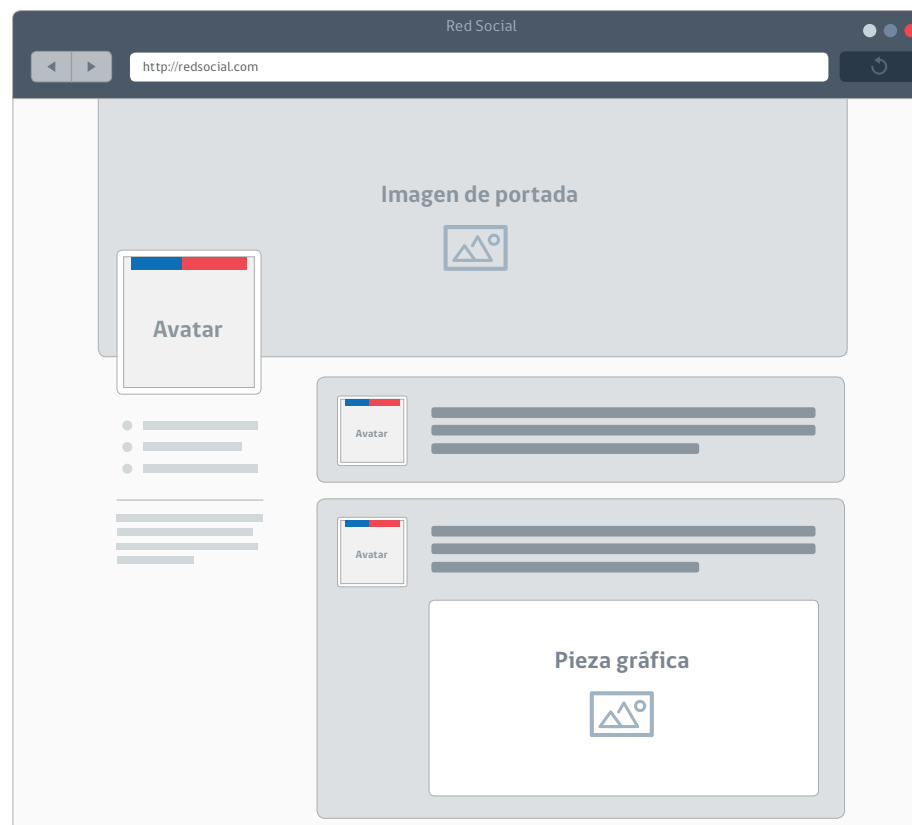 Red Social
http://redsocial.com
Imagen de portada
Avatar
Avatar
Avatar
Pieza gráfica